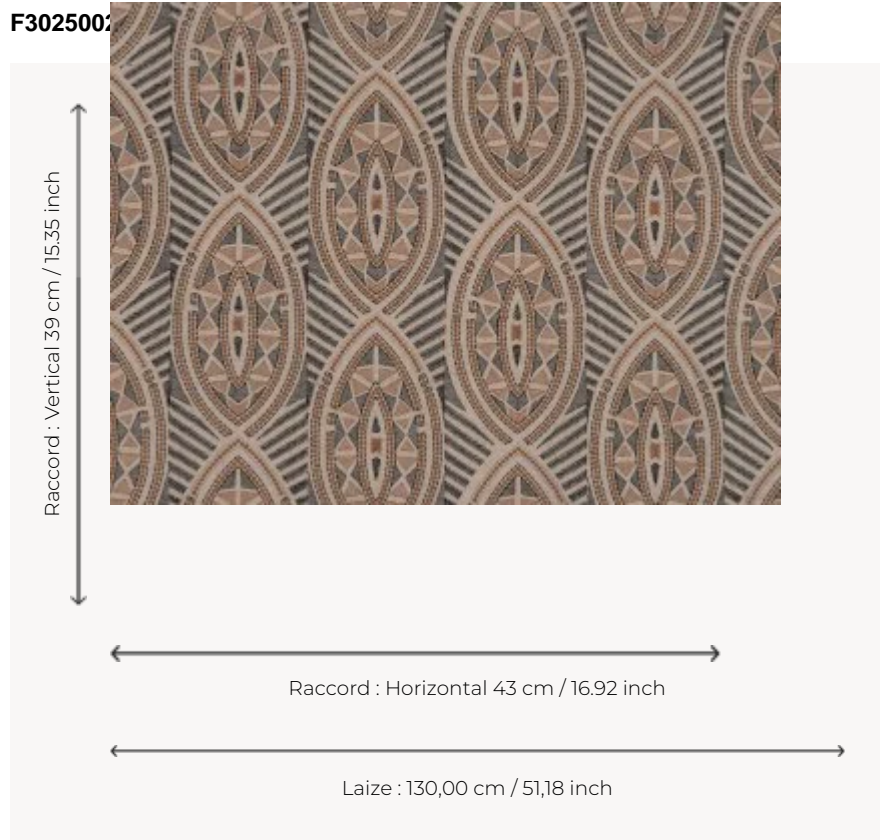 F3025002
Raccord : Vertical 39 cm / 15.35 inch
Raccord : Horizontal 43 cm / 16.92 inch
Laize : 130,00 cm / 51,18 inch